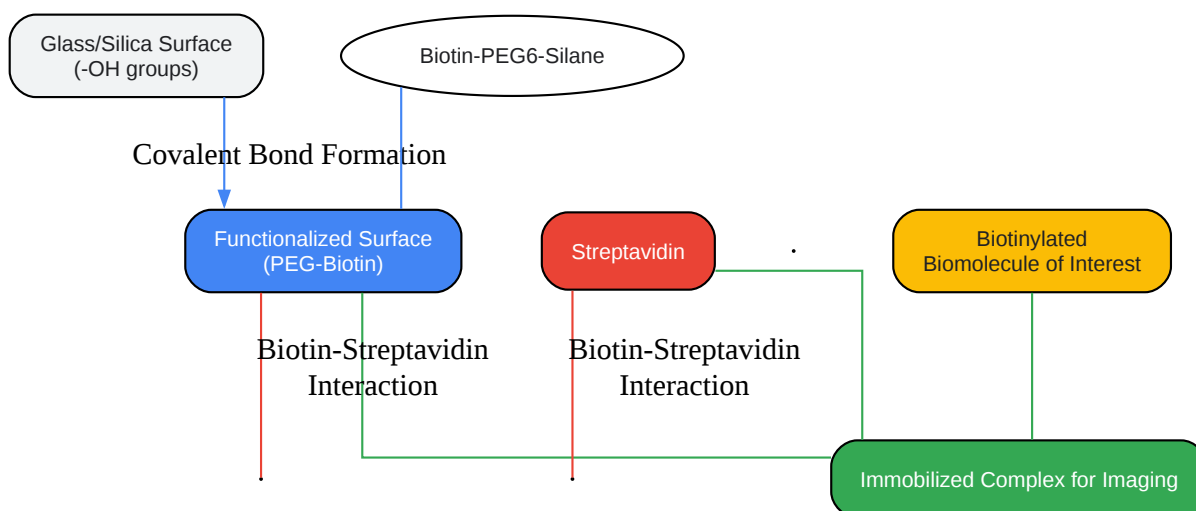 Glass/Silica Surface
(-OH groups)
Biotin-PEG6-Silane
Covalent Bond Formation
Functionalized Surface
(PEG-Biotin)
Streptavidin
Biotinylated
Biomolecule of Interest
Biotin-Streptavidin
Interaction
Biotin-Streptavidin
Interaction
Immobilized Complex for Imaging